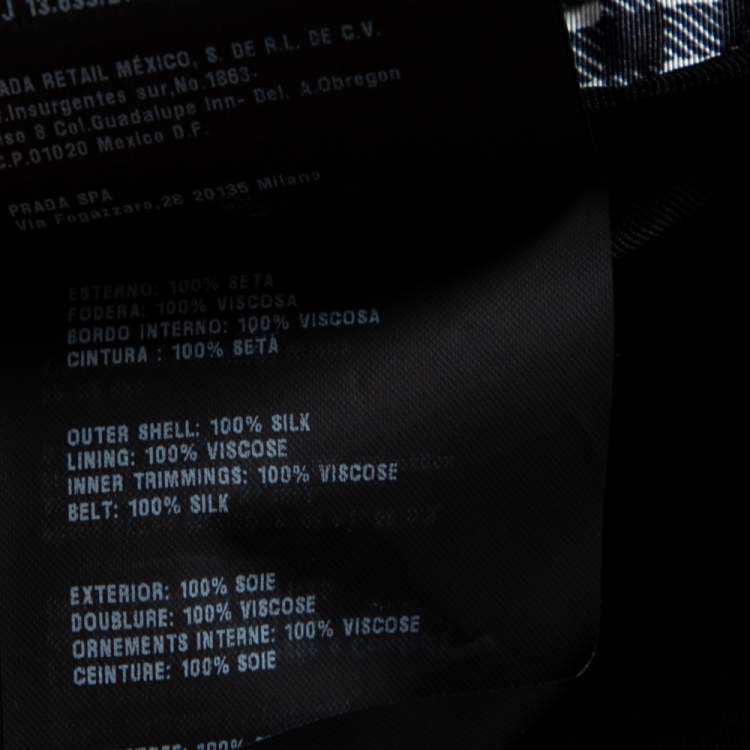 ADA RETAIL MÉXICO, S. DE R.L. DE C.V.
.Insurgentes sur,No.1863-
iso 8 Col.Guadalupe Inn- Del. A.Obregon
C.P.01020 Mexico D.F.
PRADA SPA
Via Fogazzaro,28 20135 Milano
ESTERNO: 100% SETA
FODERA: 100% VISCOSA
BORDO INTERNO: 100% VISCOSA
CINTURA : 100% SETA
OUTER SHELL: 100% SILK
LINING: 100% VISCOSE
INNER TRIMMINGS: 100% VISCOSE
BELT: 100% SILK
EXTERIOR: 100% SOIE
DOUBLURE: 100% VISCOSE
ORNEMENTS INTERNE: 100% VISCOSE
CEINTURE: 100% SOIE
100%